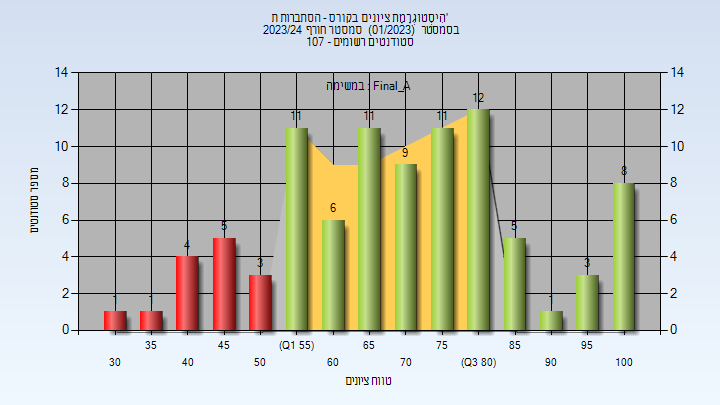 היסטוגרמת ציונים בקורס - הסתברות ת'
בסמסטר (01/2023) סמסטר חורף 2023/24
סטודנטים רשומים - 107
במשימה : Final_A
מספר סטודנטים
14 14
12 12
10 10
8 8
6 6
4 4
2 2
0 0
1 1 4 5 3 11 6 11 9 11 12 5 1 3 8
35 45 (Q1 55) 65 75 85 95
30 40 50 60 70 (Q3 80) 90 100
טווח ציונים